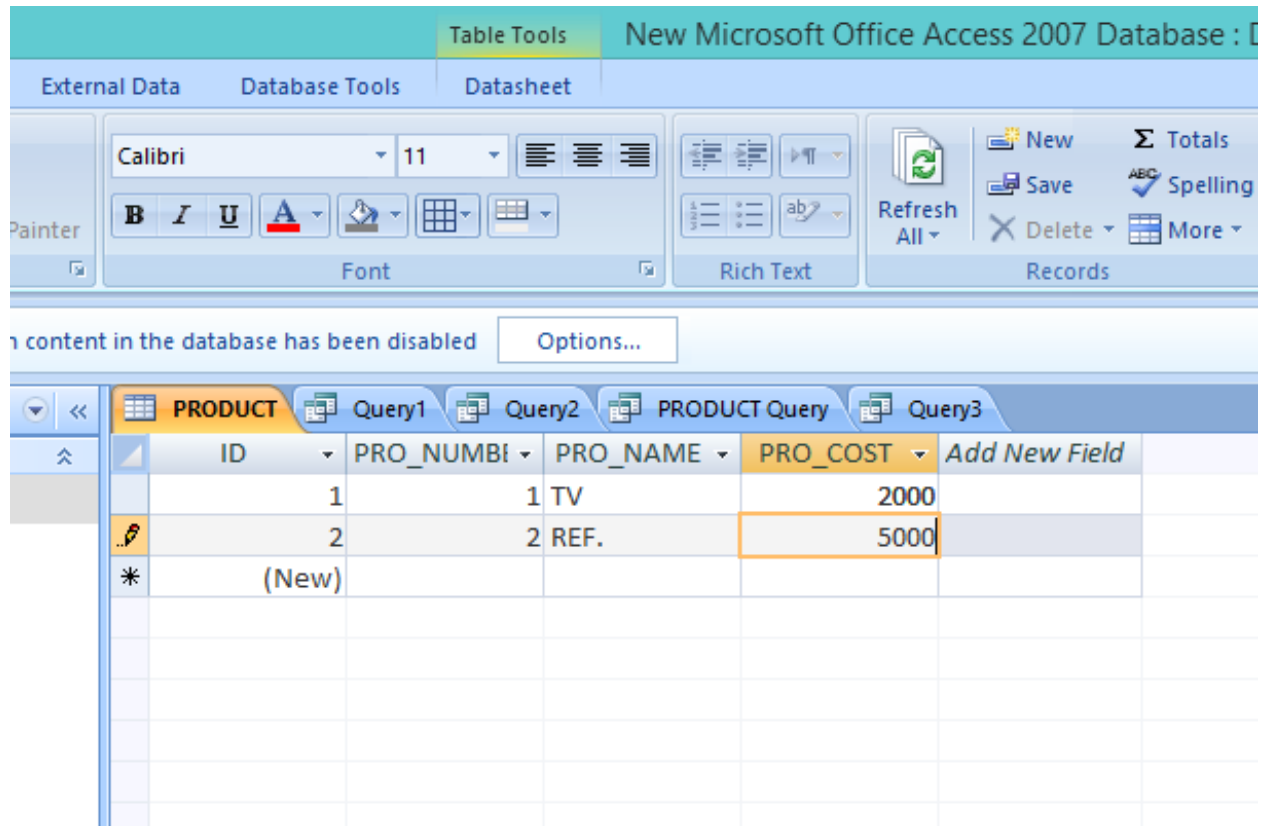 Table Tools New Microsoft Office Access 2007 Database :
External Data Database Tools Datasheet
Calibri 11 New Σ Totals
Save ABC Spelling
Painter B I U A ab Refresh All Delete More
Font Rich Text Records
content in the database has been disabled Options...
PRODUCT Query1 Query2 PRODUCT Query Query3
ID PRO_NUMBE PRO_NAME PRO_COST Add New Field
1 1 TV 2000
2 2 REF. 5000
(New)